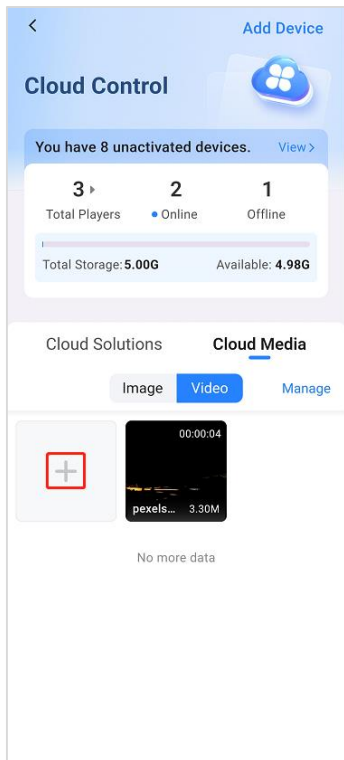 Add Device
Cloud Control
You have 8 unactivated devices. View >
3 2 1
Total Players Online Offline
Total Storage: 5.00G Available: 4.98G
Cloud Solutions Cloud Media
Image Video Manage
00:00:04
pexels... 3.30M
No more data